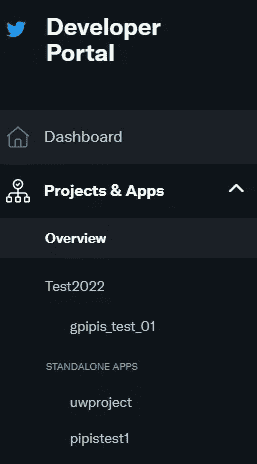 Developer
Portal
Dashboard
Projects & Apps
Overview
Test2022
gpipis_test_01
STANDALONE APPS
uwproject
pipistest1